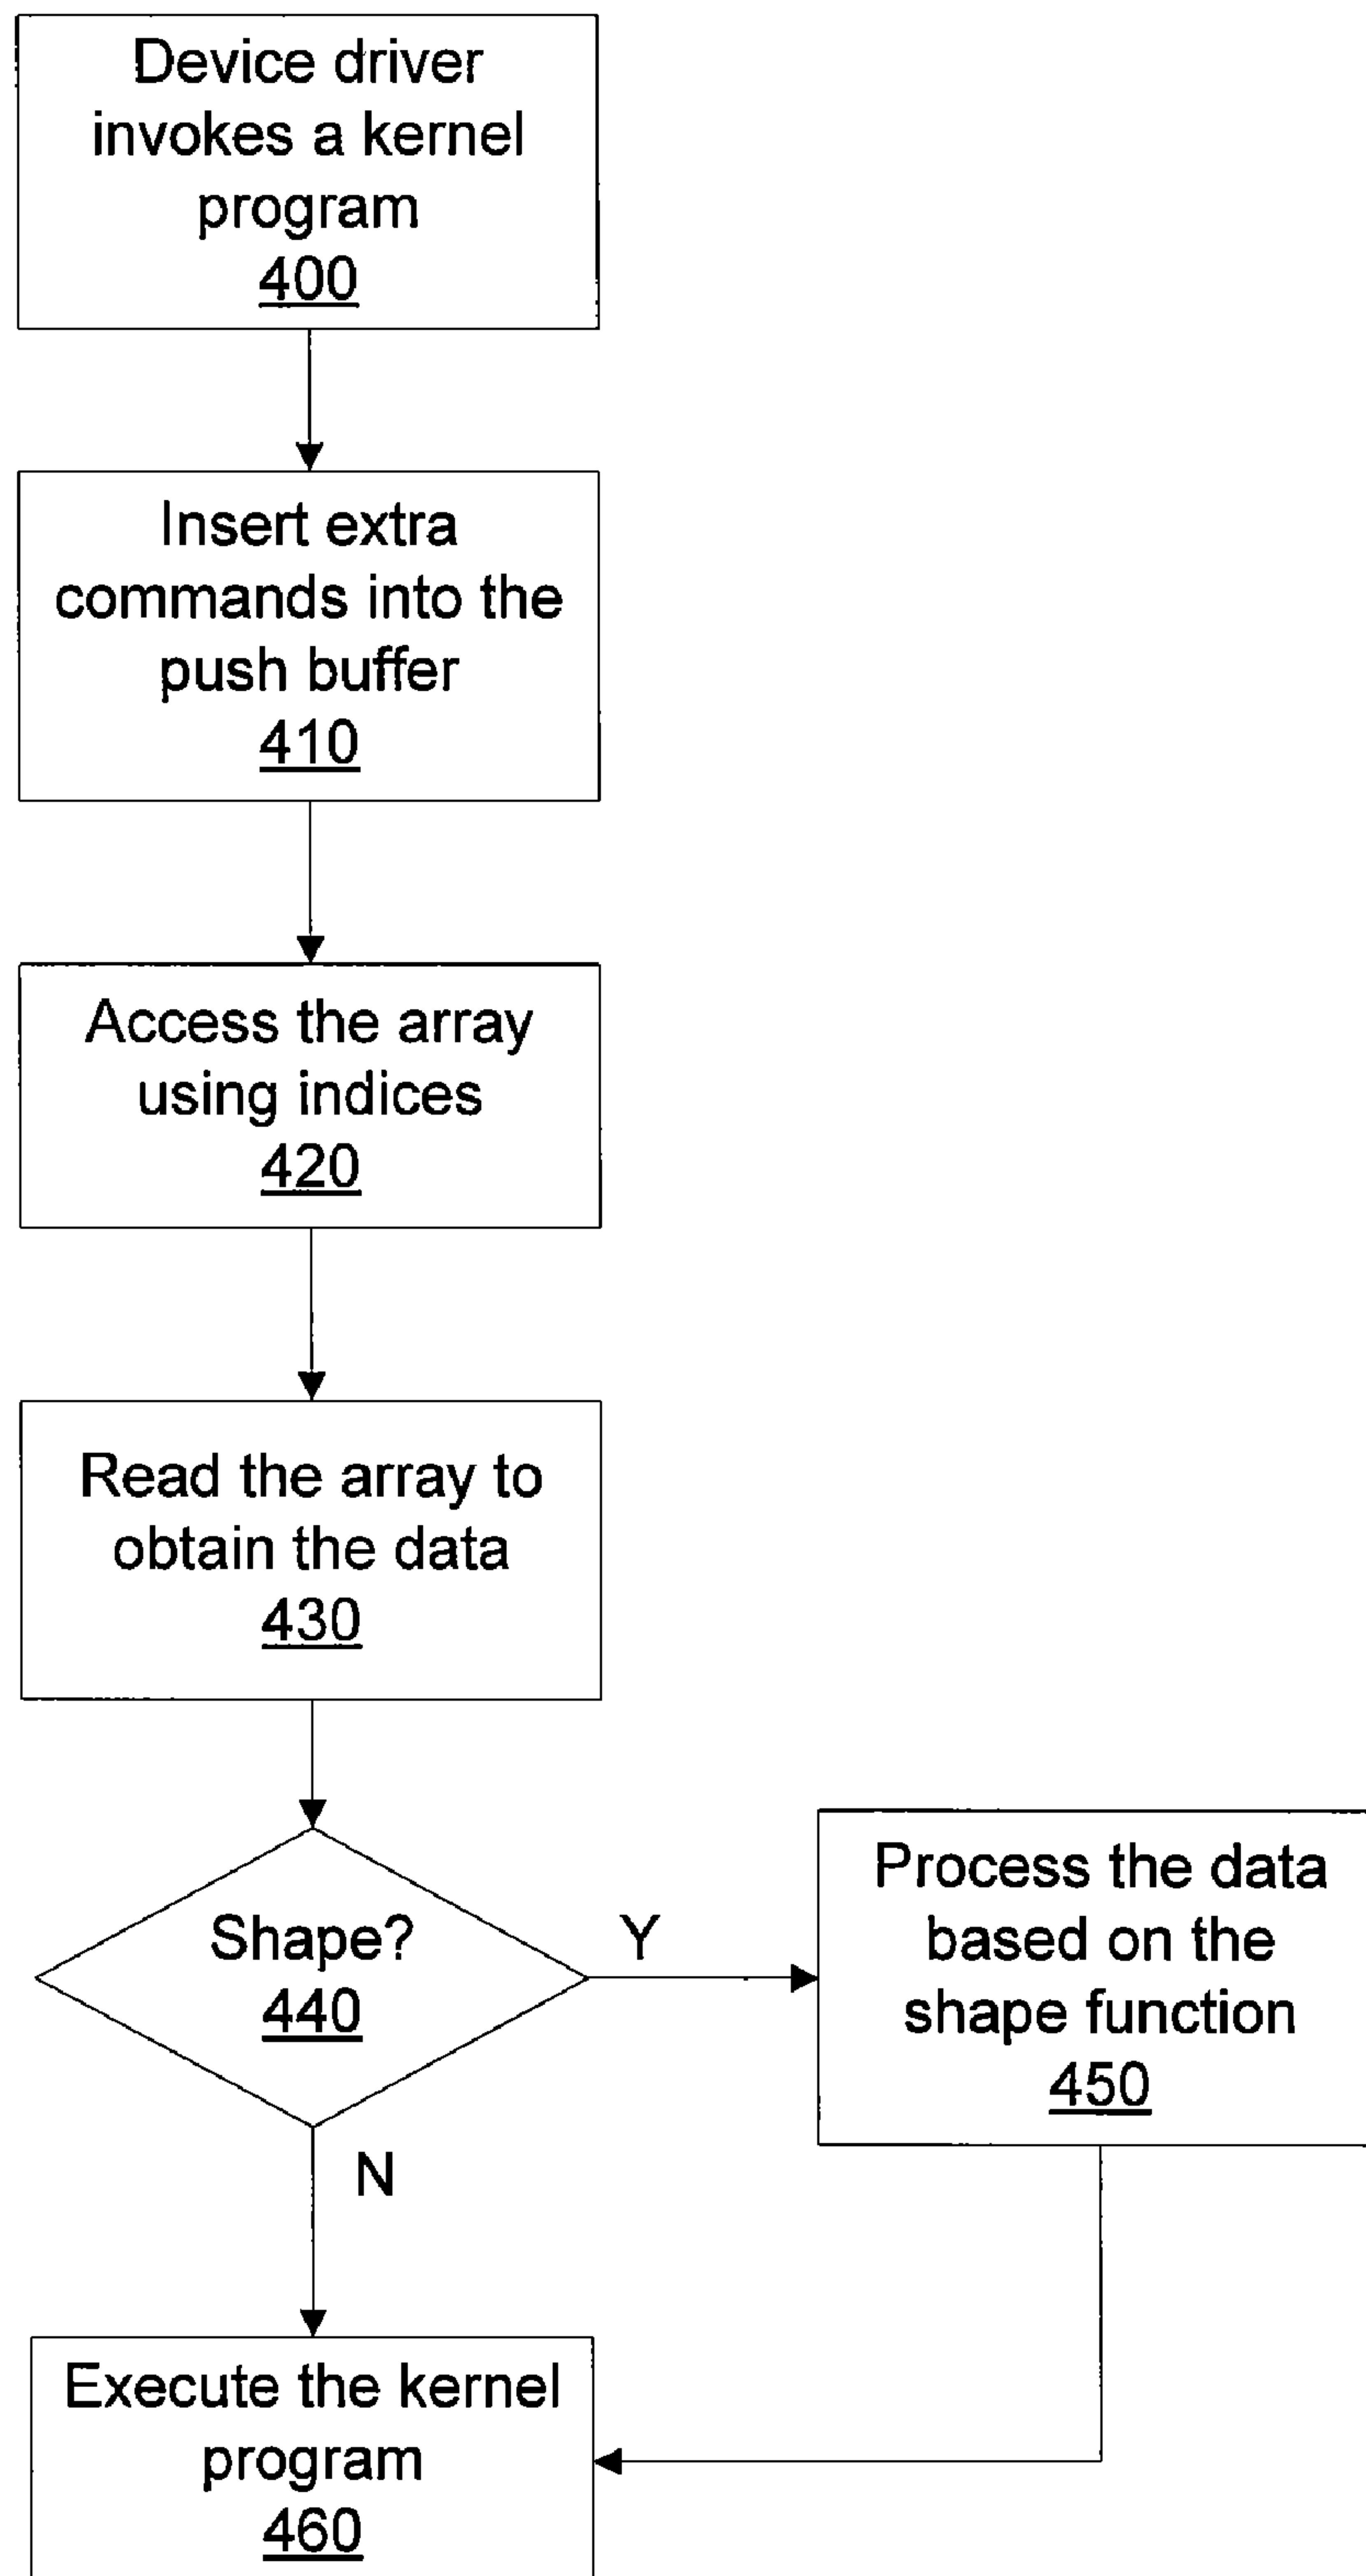 Device driver
invokes a kernel
program
400
Insert extra
commands into the
push buffer
410
Access the array
using indices
420
Read the array to
obtain the data
430
Shape?
440
Y
Process the data
based on the
shape function
450
N
Execute the kernel
program
460